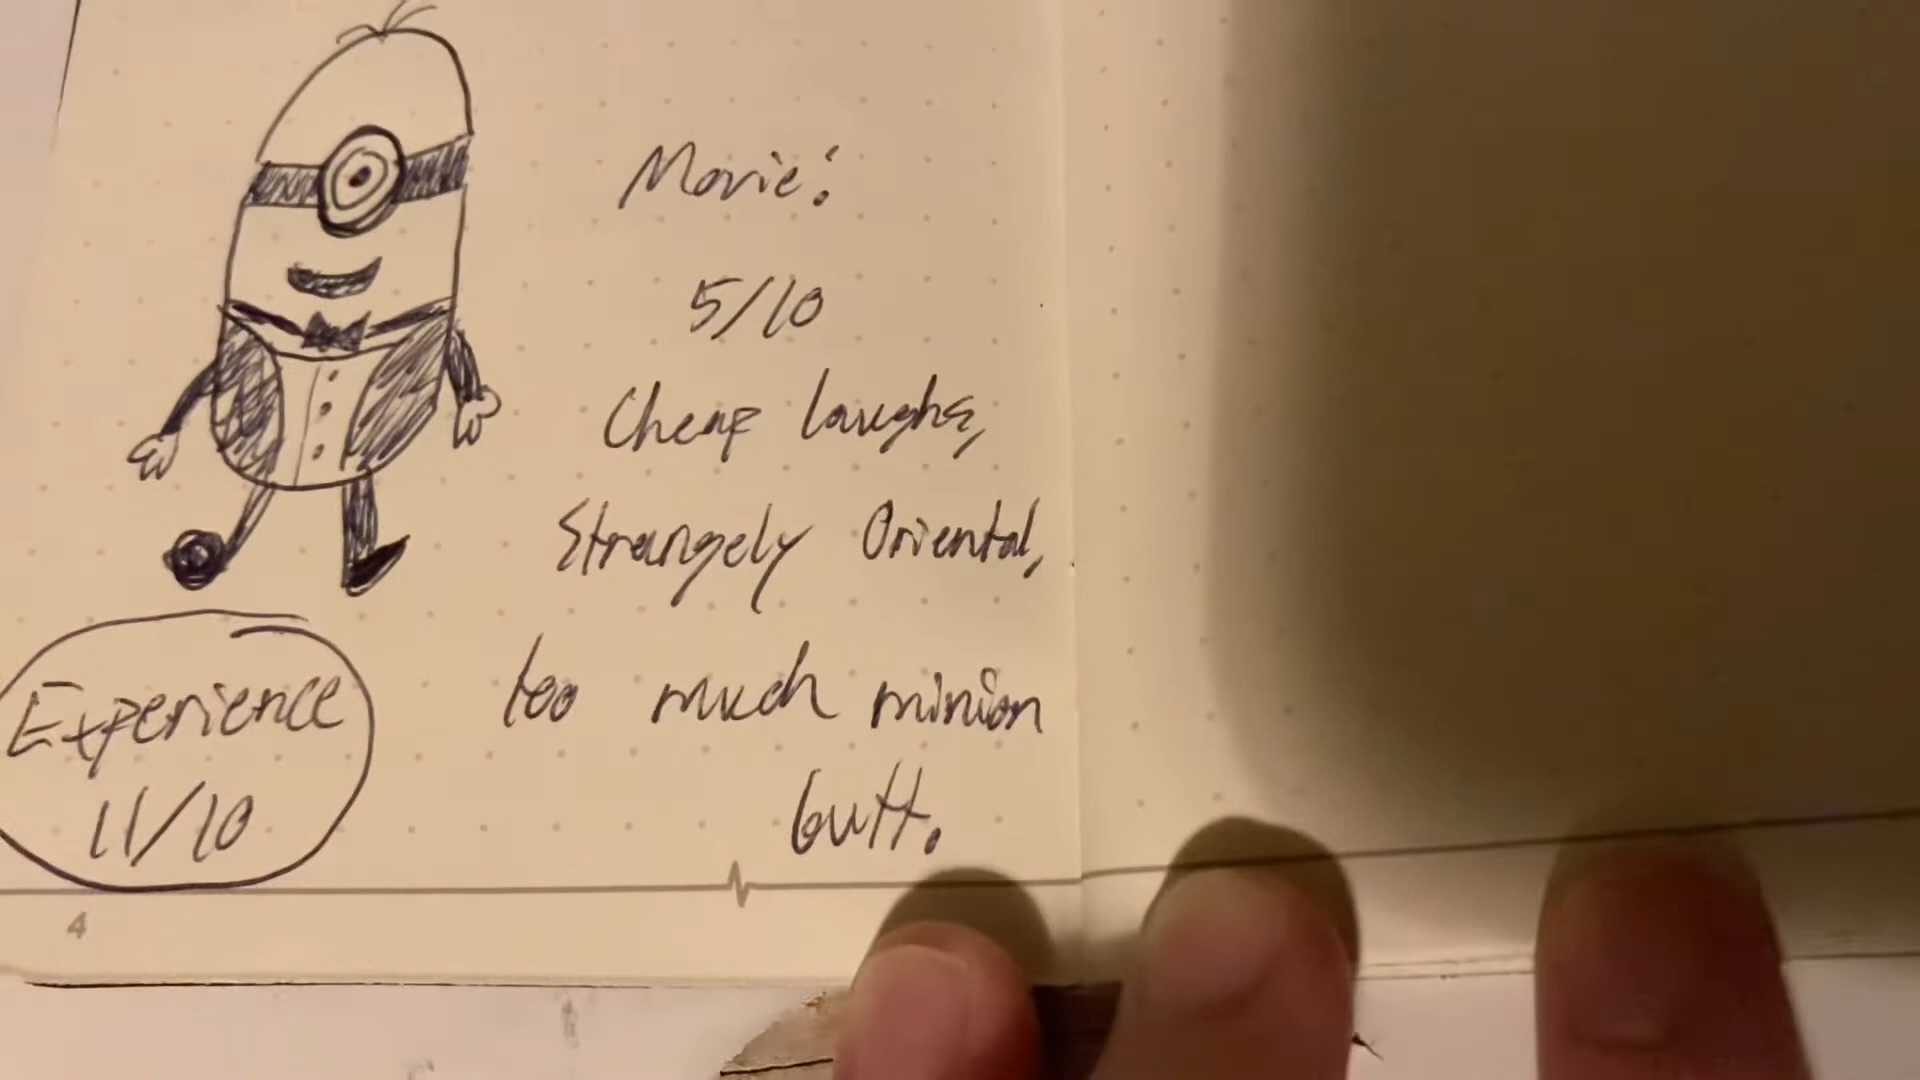 Movie:
5/10
Cheap laughs,
Strangely Oriental,
too much minion
butt.
Experience
11/10
4